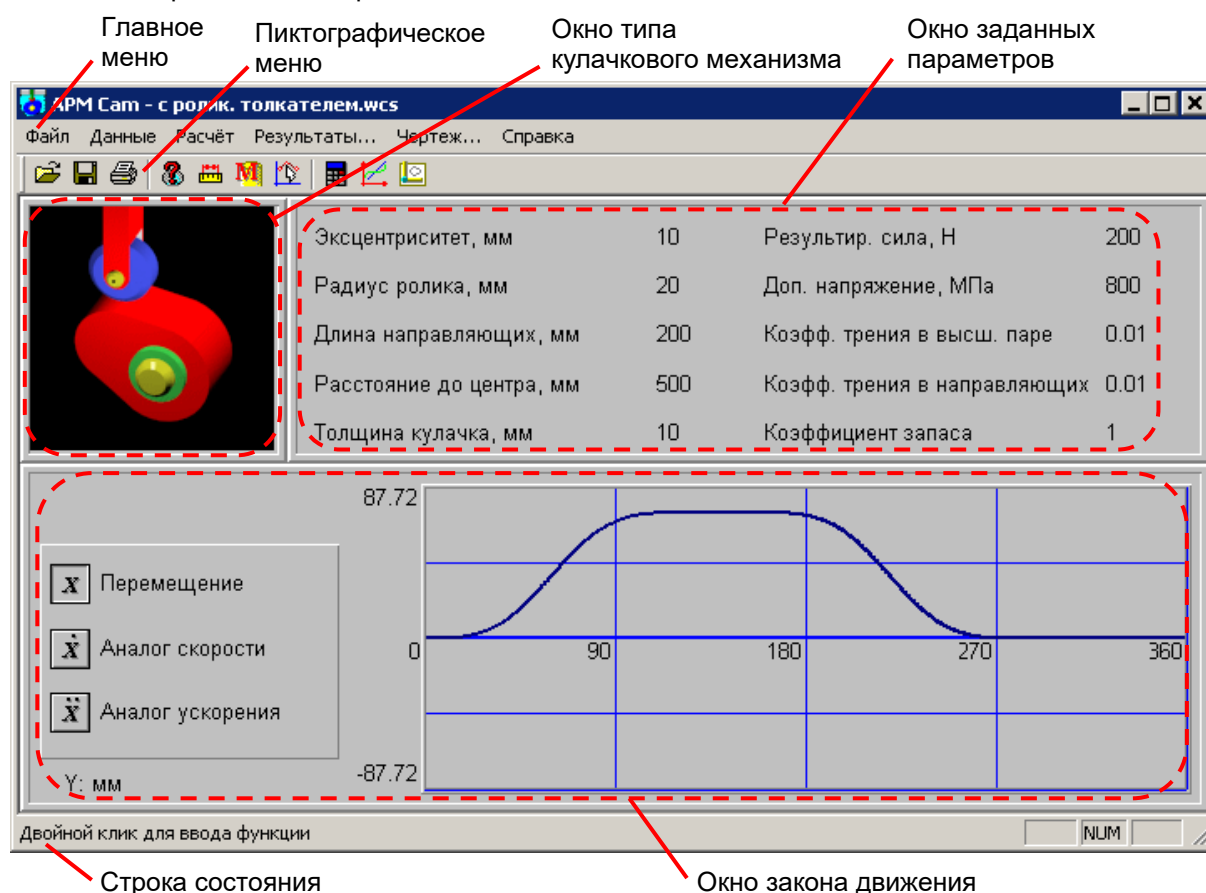 Главное
меню
Пиктографическое
меню
Окно типа
кулачкового механизма
Окно заданных
параметров
APM Cam - с ролик. толкателем.wcs
Файл Данные Расчёт Результаты... Чертеж... Справка
Эксцентриситет, мм 10 Результир. сила, Н 200
Радиус ролика, мм 20 Доп. напряжение, МПа 800
Длина направляющих, мм 200 Коэфф. трения в высш. паре 0.01
Расстояние до центра, мм 500 Коэфф. трения в направляющих 0.01
Толщина кулачка, мм 10 Коэффициент запаса 1
87.72
x Перемещение
ẋ Аналог скорости
0 90 180 270 360
ẍ Аналог ускорения
Y: мм
-87.72
Двойной клик для ввода функции NUM
Строка состояния
Окно закона движения